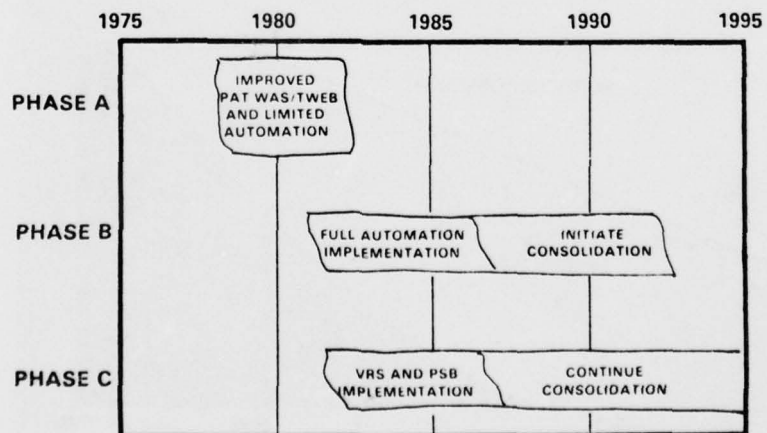 1975 1980 1985 1990 1995
PHASE A
IMPROVED
PAT WAS/TWEB
AND LIMITED
AUTOMATION
PHASE B
FULL AUTOMATION
IMPLEMENTATION
INITIATE
CONSOLIDATION
PHASE C
VRS AND PSB
IMPLEMENTATION
CONTINUE
CONSOLIDATION